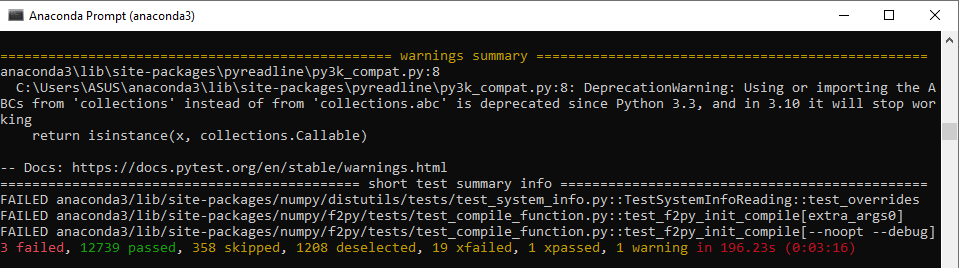 Anaconda Prompt (anaconda3)
================================================= warnings summary =================================================
anaconda3\lib\site-packages\pyreadline\py3k_compat.py:8
  C:\Users\ASUS\anaconda3\lib\site-packages\pyreadline\py3k_compat.py:8: DeprecationWarning: Using or importing the A
BCs from 'collections' instead of from 'collections.abc' is deprecated since Python 3.3, and in 3.10 it will stop wor
king
    return isinstance(x, collections.Callable)
-- Docs: https://docs.pytest.org/en/stable/warnings.html
============================================= short test summary info ==============================================
FAILED anaconda3/lib/site-packages/numpy/distutils/tests/test_system_info.py::TestSystemInfoReading::test_overrides
FAILED anaconda3/lib/site-packages/numpy/f2py/tests/test_compile_function.py::test_f2py_init_compile[extra_args0]
FAILED anaconda3/lib/site-packages/numpy/f2py/tests/test_compile_function.py::test_f2py_init_compile[--noopt --debug]
3 failed, 12739 passed, 358 skipped, 1208 deselected, 19 xfailed, 1 xpassed, 1 warning in 196.23s (0:03:16)